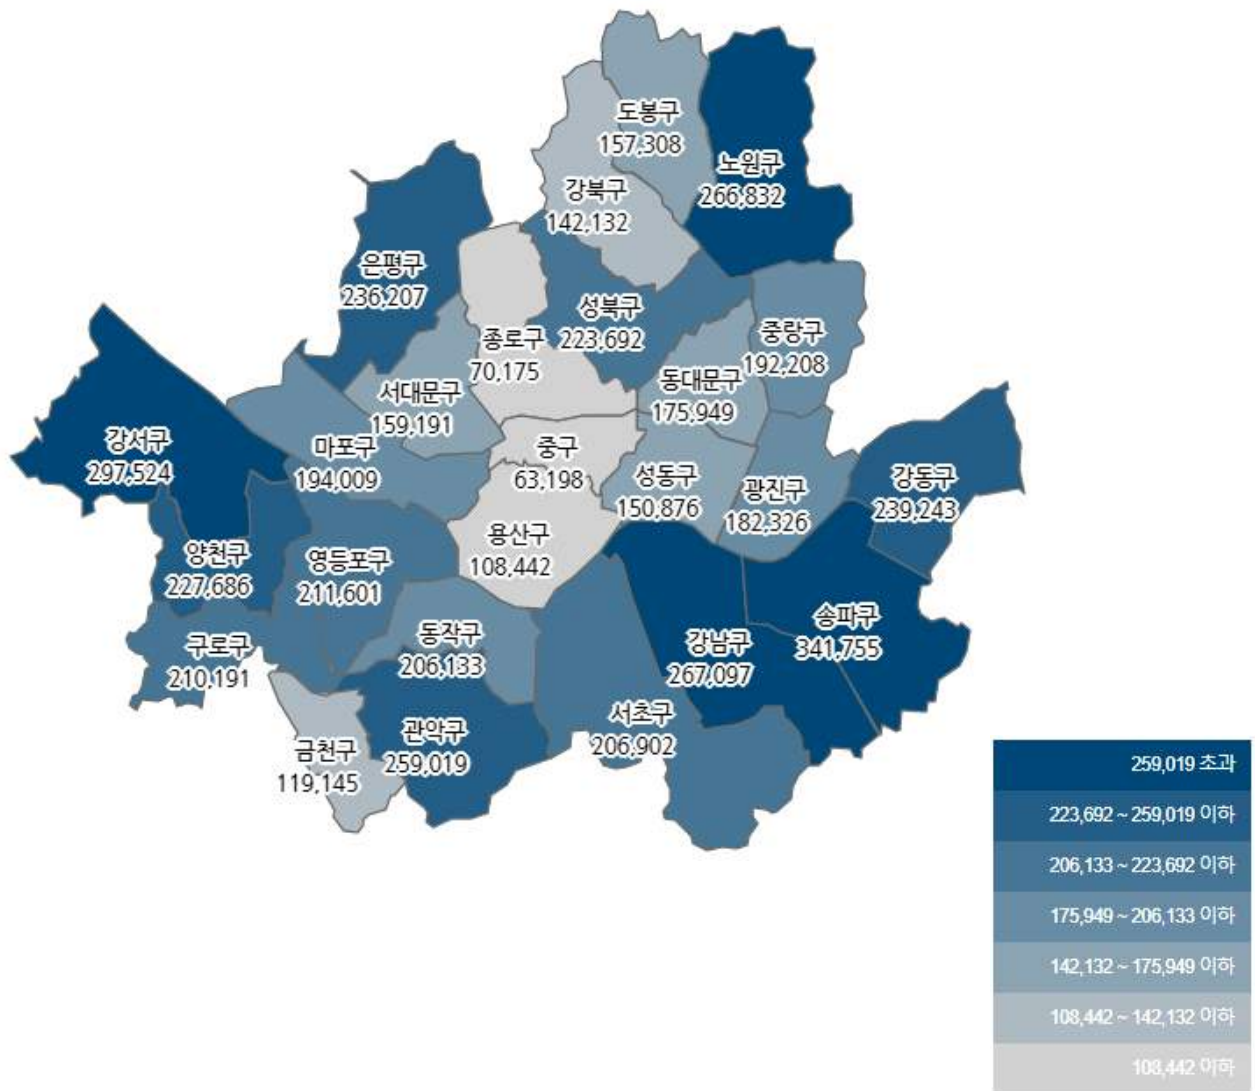 도봉구
157,308
노원구
266,832
강북구
142,132
은평구
236,207
성북구
223,692
종로구
70,175
중랑구
192,208
동대문구
175,949
서대문구
159,191
강서구
297,524
마포구
194,009
중구
63,198
성동구
150,876
광진구
182,326
강동구
239,243
양천구
227,686
영등포구
211,601
용산구
108,442
구로구
210,191
동작구
206,133
강남구
267,097
송파구
341,755
금천구
119,145
관악구
259,019
서초구
206,902
259,019 초과
223,692 ~ 259,019 이하
206,133 ~ 223,692 이하
175,949 ~ 206,133 이하
142,132 ~ 175,949 이하
108,442 ~ 142,132 이하
108,442 이하